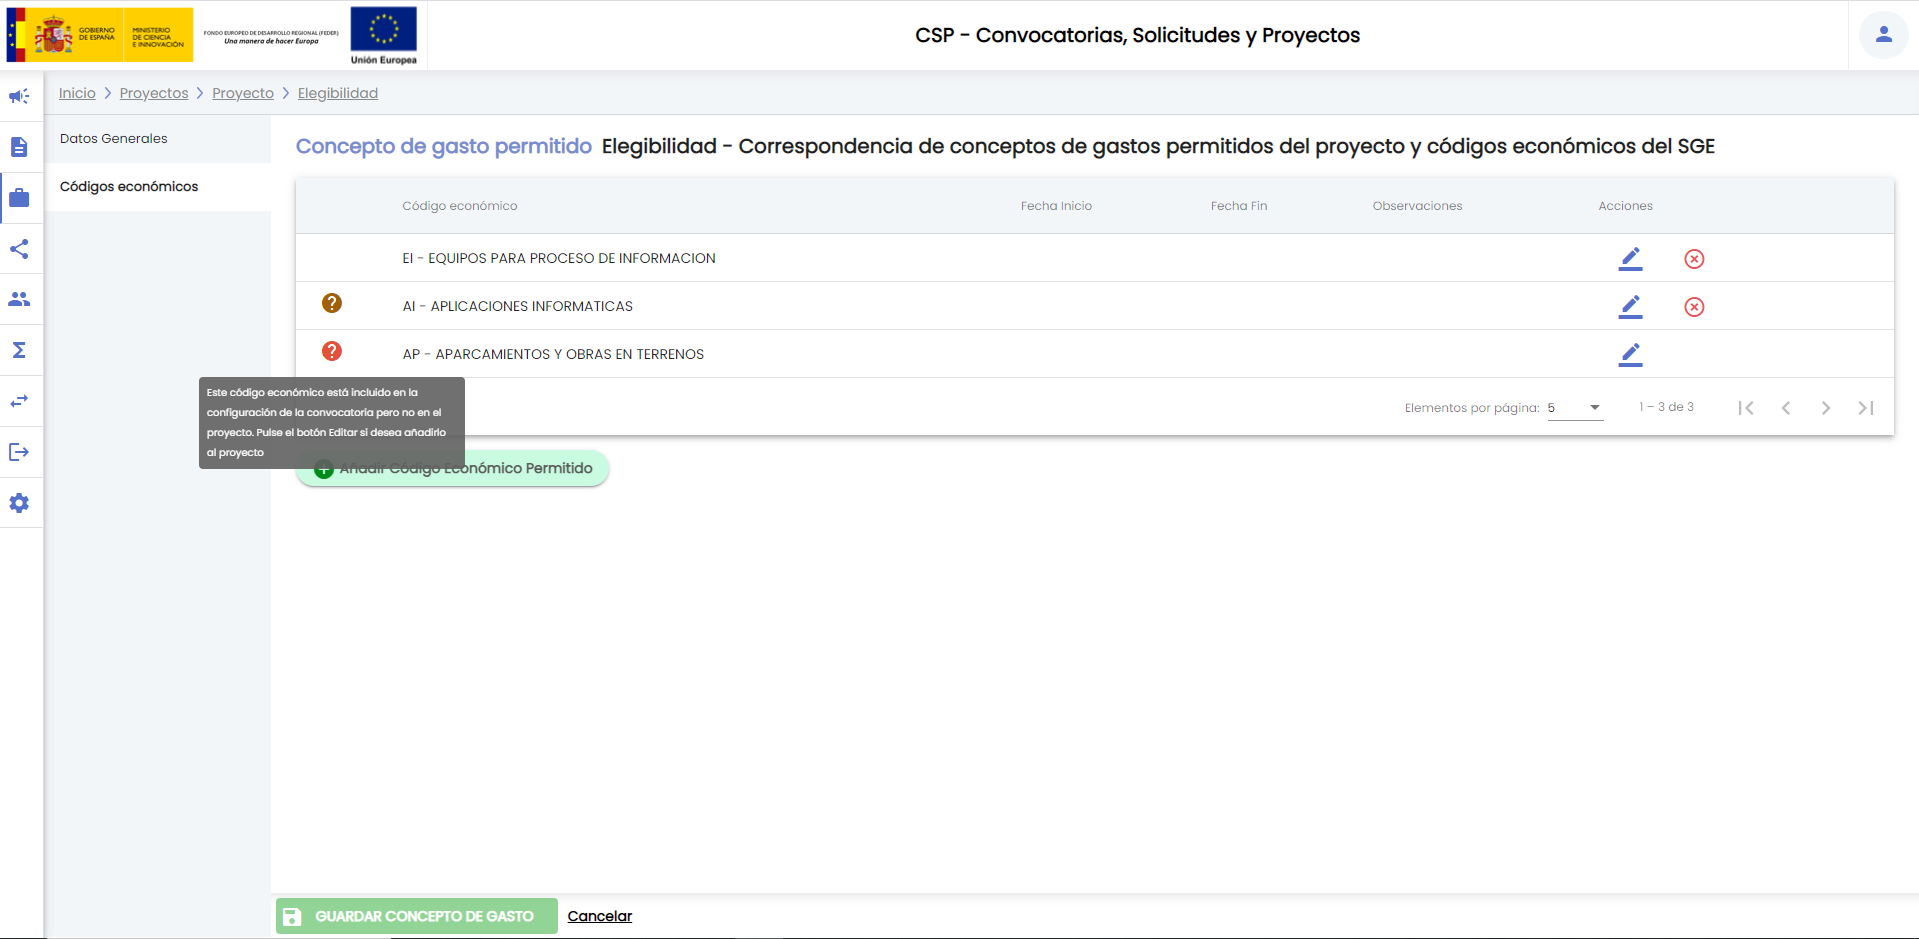 GOBIERNO
DE ESPAÑA
MINISTERIO
DE CIENCIA
E INNOVACIÓN
FONDO EUROPEO DE DESARROLLO REGIONAL (FEDER)
Una manera de hacer Europa
Unión Europea
CSP - Convocatorias, Solicitudes y Proyectos
Inicio > Proyectos > Proyecto > Elegibilidad
Datos Generales
Códigos económicos
Concepto de gasto permitido Elegibilidad - Correspondencia de conceptos de gastos permitidos del proyecto y códigos económicos del SGE
Código económico Fecha Inicio Fecha Fin Observaciones Acciones
EI - EQUIPOS PARA PROCESO DE INFORMACION
AI - APLICACIONES INFORMATICAS
AP - APARCAMIENTOS Y OBRAS EN TERRENOS
Este código económico está incluido en la
configuración de la convocatoria pero no en el
proyecto. Pulse el botón Editar si desea añadirlo
al proyecto
Elementos por página: 5 1 – 3 de 3
Añadir Código Económico Permitido
GUARDAR CONCEPTO DE GASTO Cancelar